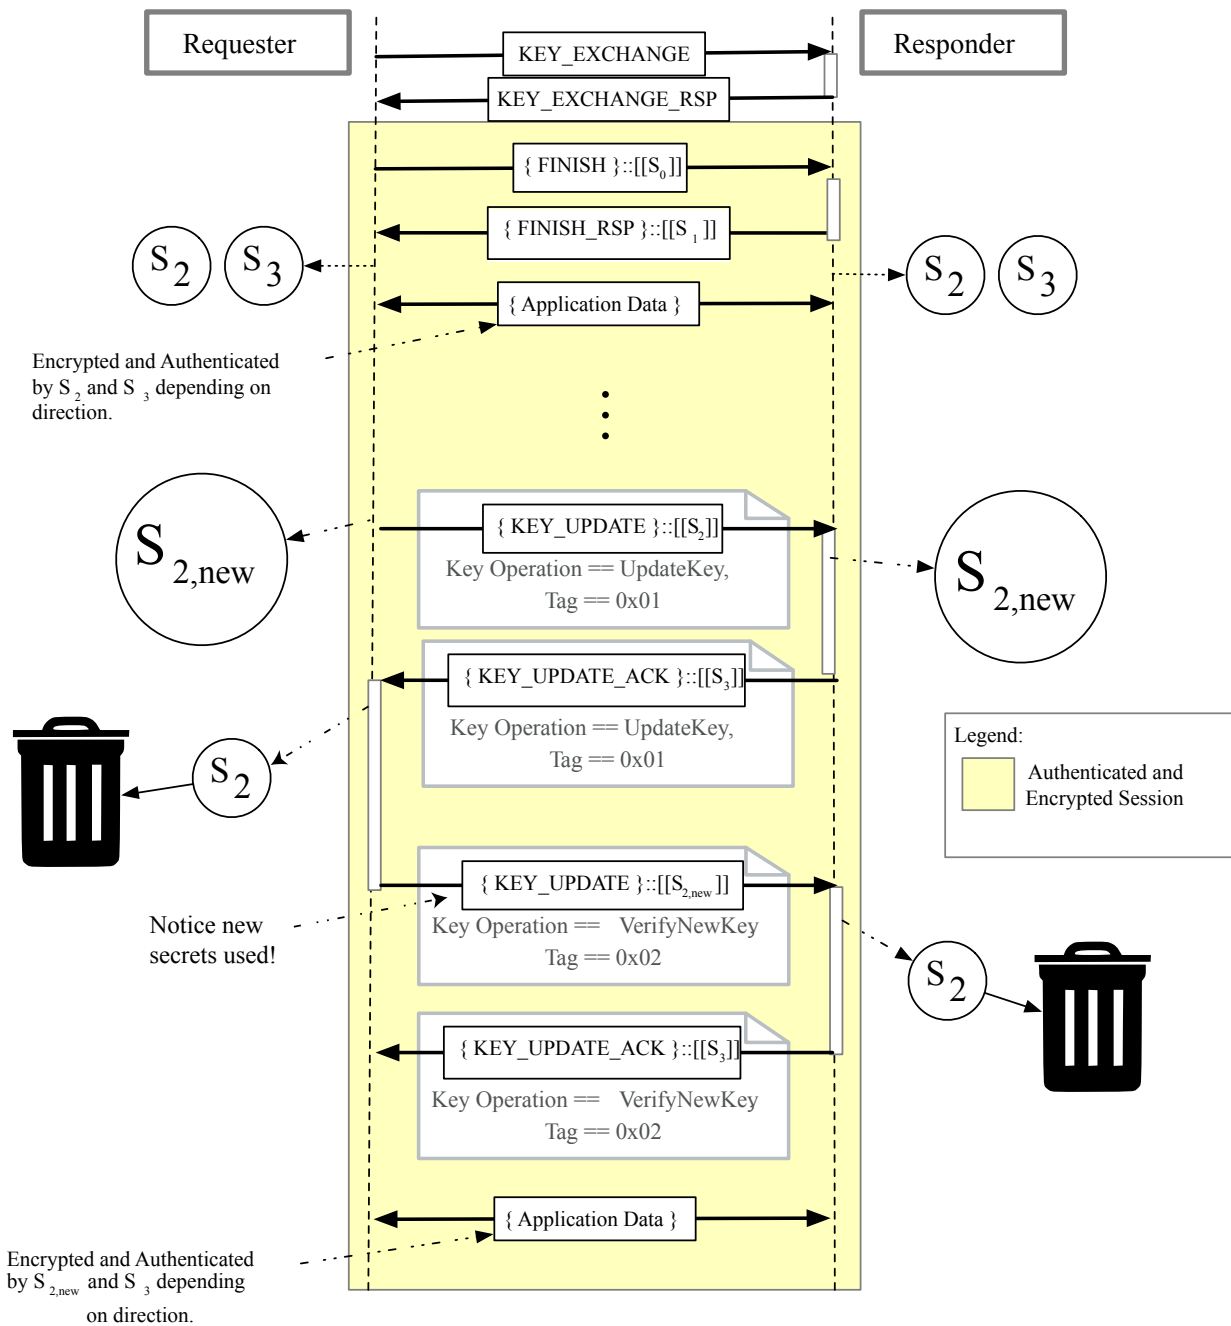 Requester
Responder
KEY_EXCHANGE
KEY_EXCHANGE_RSP
{ FINISH }::[[S0]]
{ FINISH_RSP }::[[S 1 ]]
S2 S3
S2 S3
{ Application Data }
Encrypted and Authenticated
by S2 and S 3 depending on
direction.
S2,new
{ KEY_UPDATE }::[[S2]]
Key Operation == UpdateKey,
Tag == 0x01
S2,new
{ KEY_UPDATE_ACK }::[[S3]]
Key Operation == UpdateKey,
Tag == 0x01
S2
Legend:
Authenticated and
Encrypted Session
{ KEY_UPDATE }::[[S2,new ]]
Key Operation == VerifyNewKey
Tag == 0x02
Notice new
secrets used!
S2
{ KEY_UPDATE_ACK }::[[S3]]
Key Operation == VerifyNewKey
Tag == 0x02
{ Application Data }
Encrypted and Authenticated
by S2,new and S 3 depending
on direction.